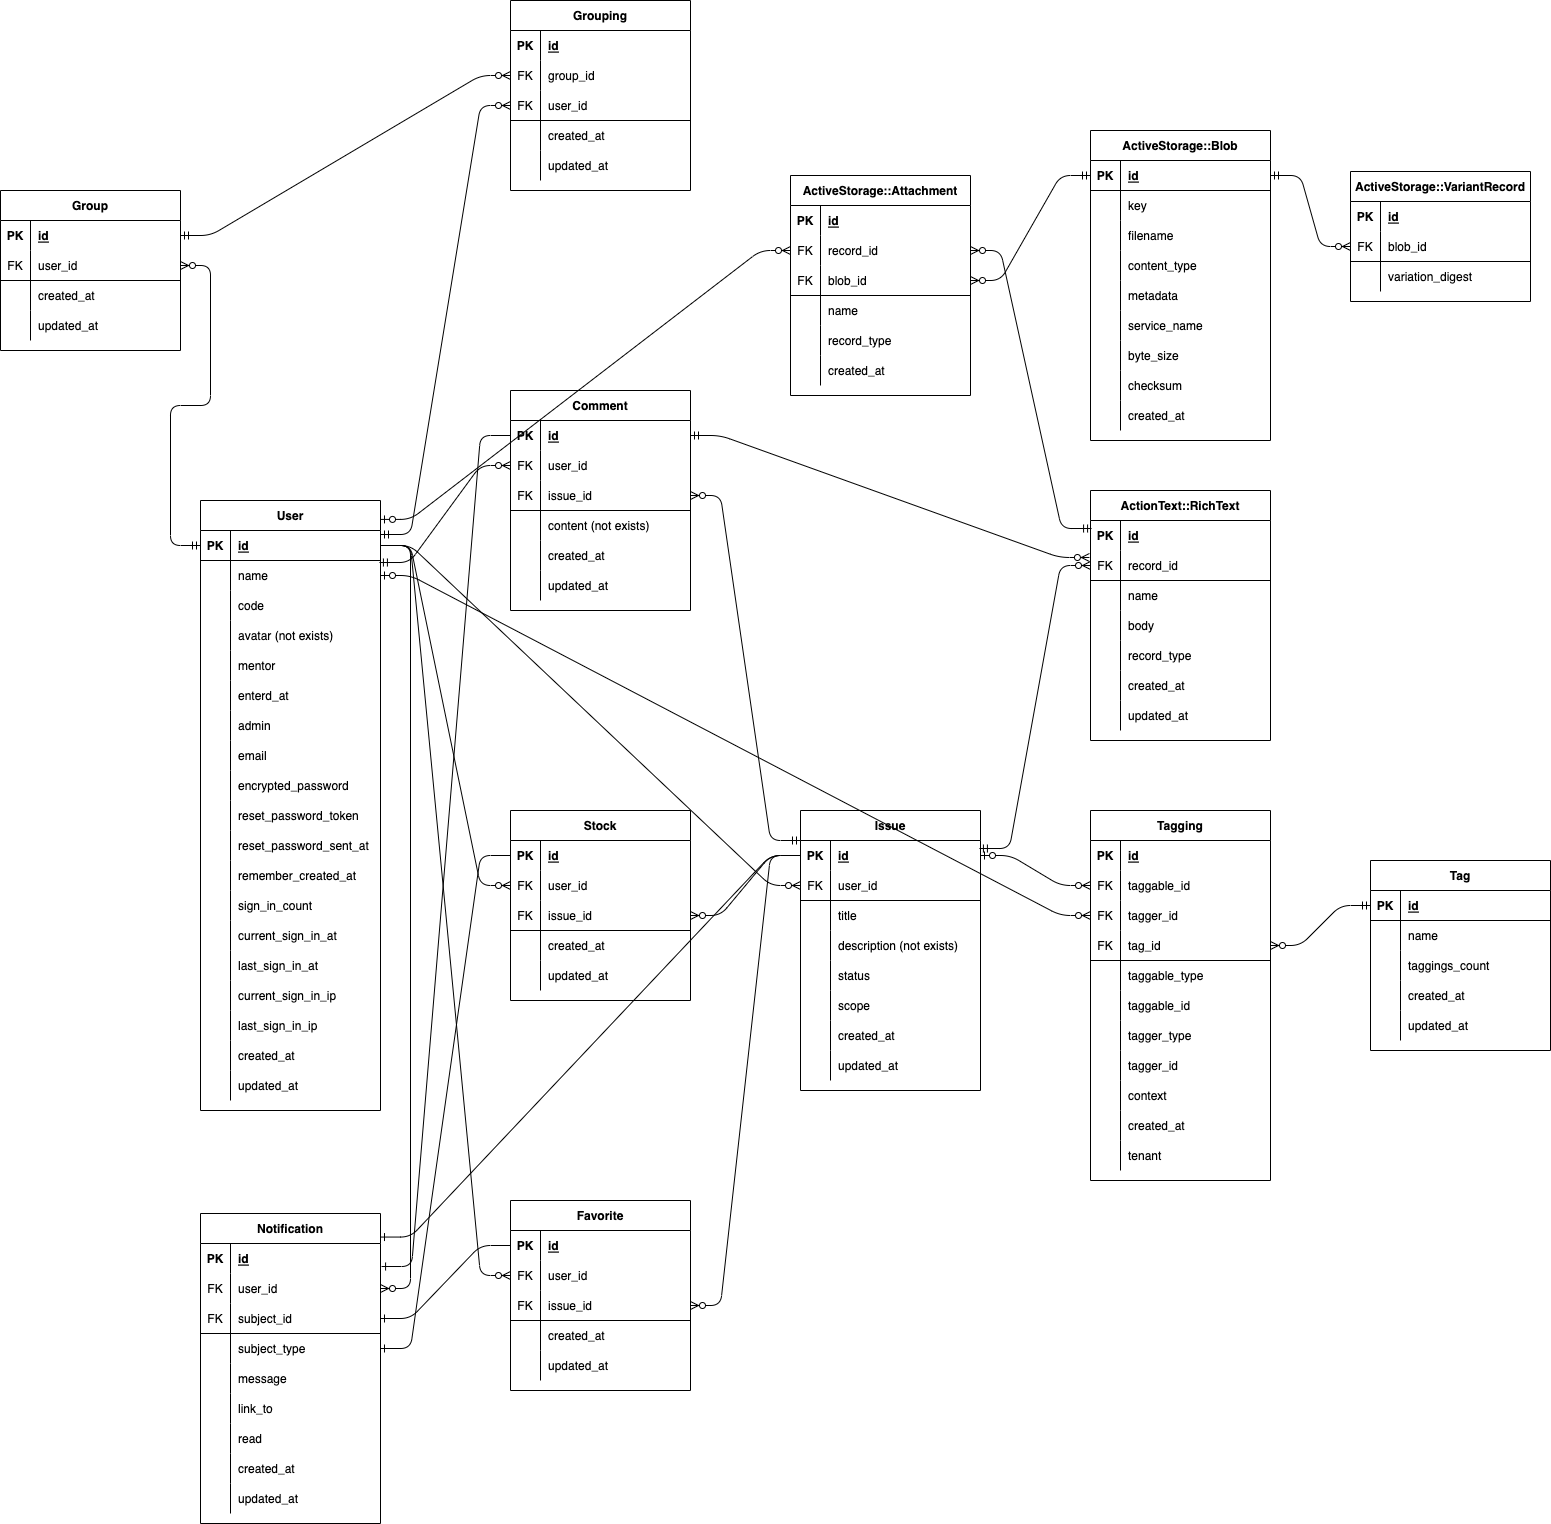 Grouping
PK id
FK group_id
FK user_id
created_at
updated_at
Group
PK id
FK user_id
created_at
updated_at
ActiveStorage::Attachment
PK id
FK record_id
FK blob_id
name
record_type
created_at
ActiveStorage::Blob
PK id
key
filename
content_type
metadata
service_name
byte_size
checksum
created_at
ActiveStorage::VariantRecord
PK id
FK blob_id
variation_digest
Comment
PK id
FK user_id
FK issue_id
content (not exists)
created_at
updated_at
User
PK id
name
code
avatar (not exists)
mentor
enterd_at
admin
email
encrypted_password
reset_password_token
reset_password_sent_at
remember_created_at
sign_in_count
current_sign_in_at
last_sign_in_at
current_sign_in_ip
last_sign_in_ip
created_at
updated_at
ActionText::RichText
PK id
FK record_id
name
body
record_type
created_at
updated_at
Stock
PK id
FK user_id
FK issue_id
created_at
updated_at
Issue
PK id
FK user_id
title
description (not exists)
status
scope
created_at
updated_at
Tagging
PK id
FK taggable_id
FK tagger_id
FK tag_id
taggable_type
taggable_id
tagger_type
tagger_id
context
created_at
tenant
Tag
PK id
name
taggings_count
created_at
updated_at
Notification
PK id
FK user_id
FK subject_id
subject_type
message
link_to
read
created_at
updated_at
Favorite
PK id
FK user_id
FK issue_id
created_at
updated_at